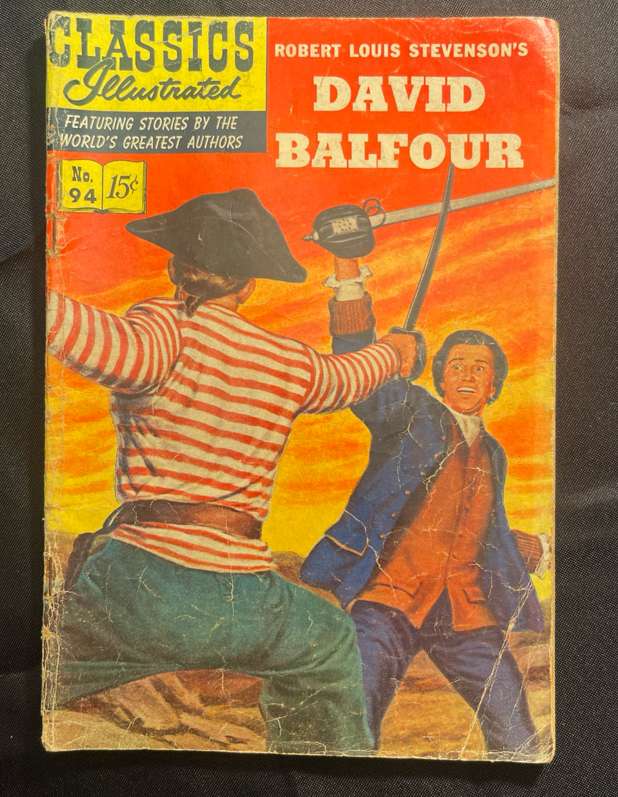 CLASSICS
Illustrated
FEATURING STORIES BY THE
WORLD'S GREATEST AUTHORS
No.
94
15¢
ROBERT LOUIS STEVENSON'S
DAVID
BALFOUR